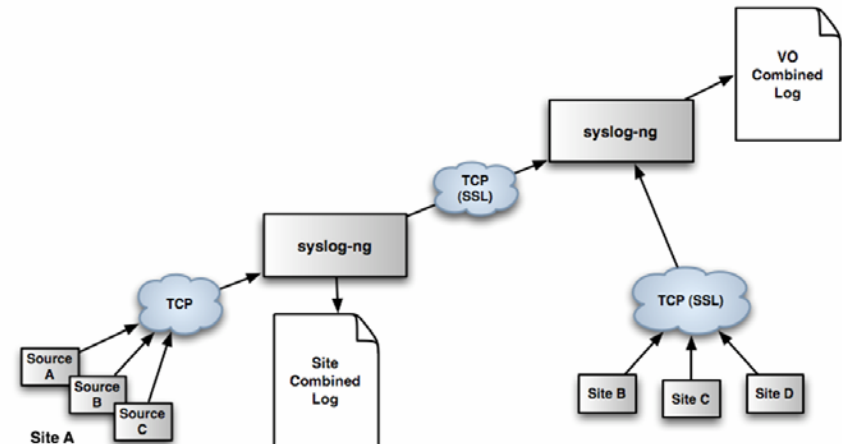 VO
Combined
Log
syslog-ng
TCP
(SSL)
syslog-ng
TCP
TCP (SSL)
Source
A
Source
B
Source
C
Site A
Site
Combined
Log
Site B
Site C
Site D